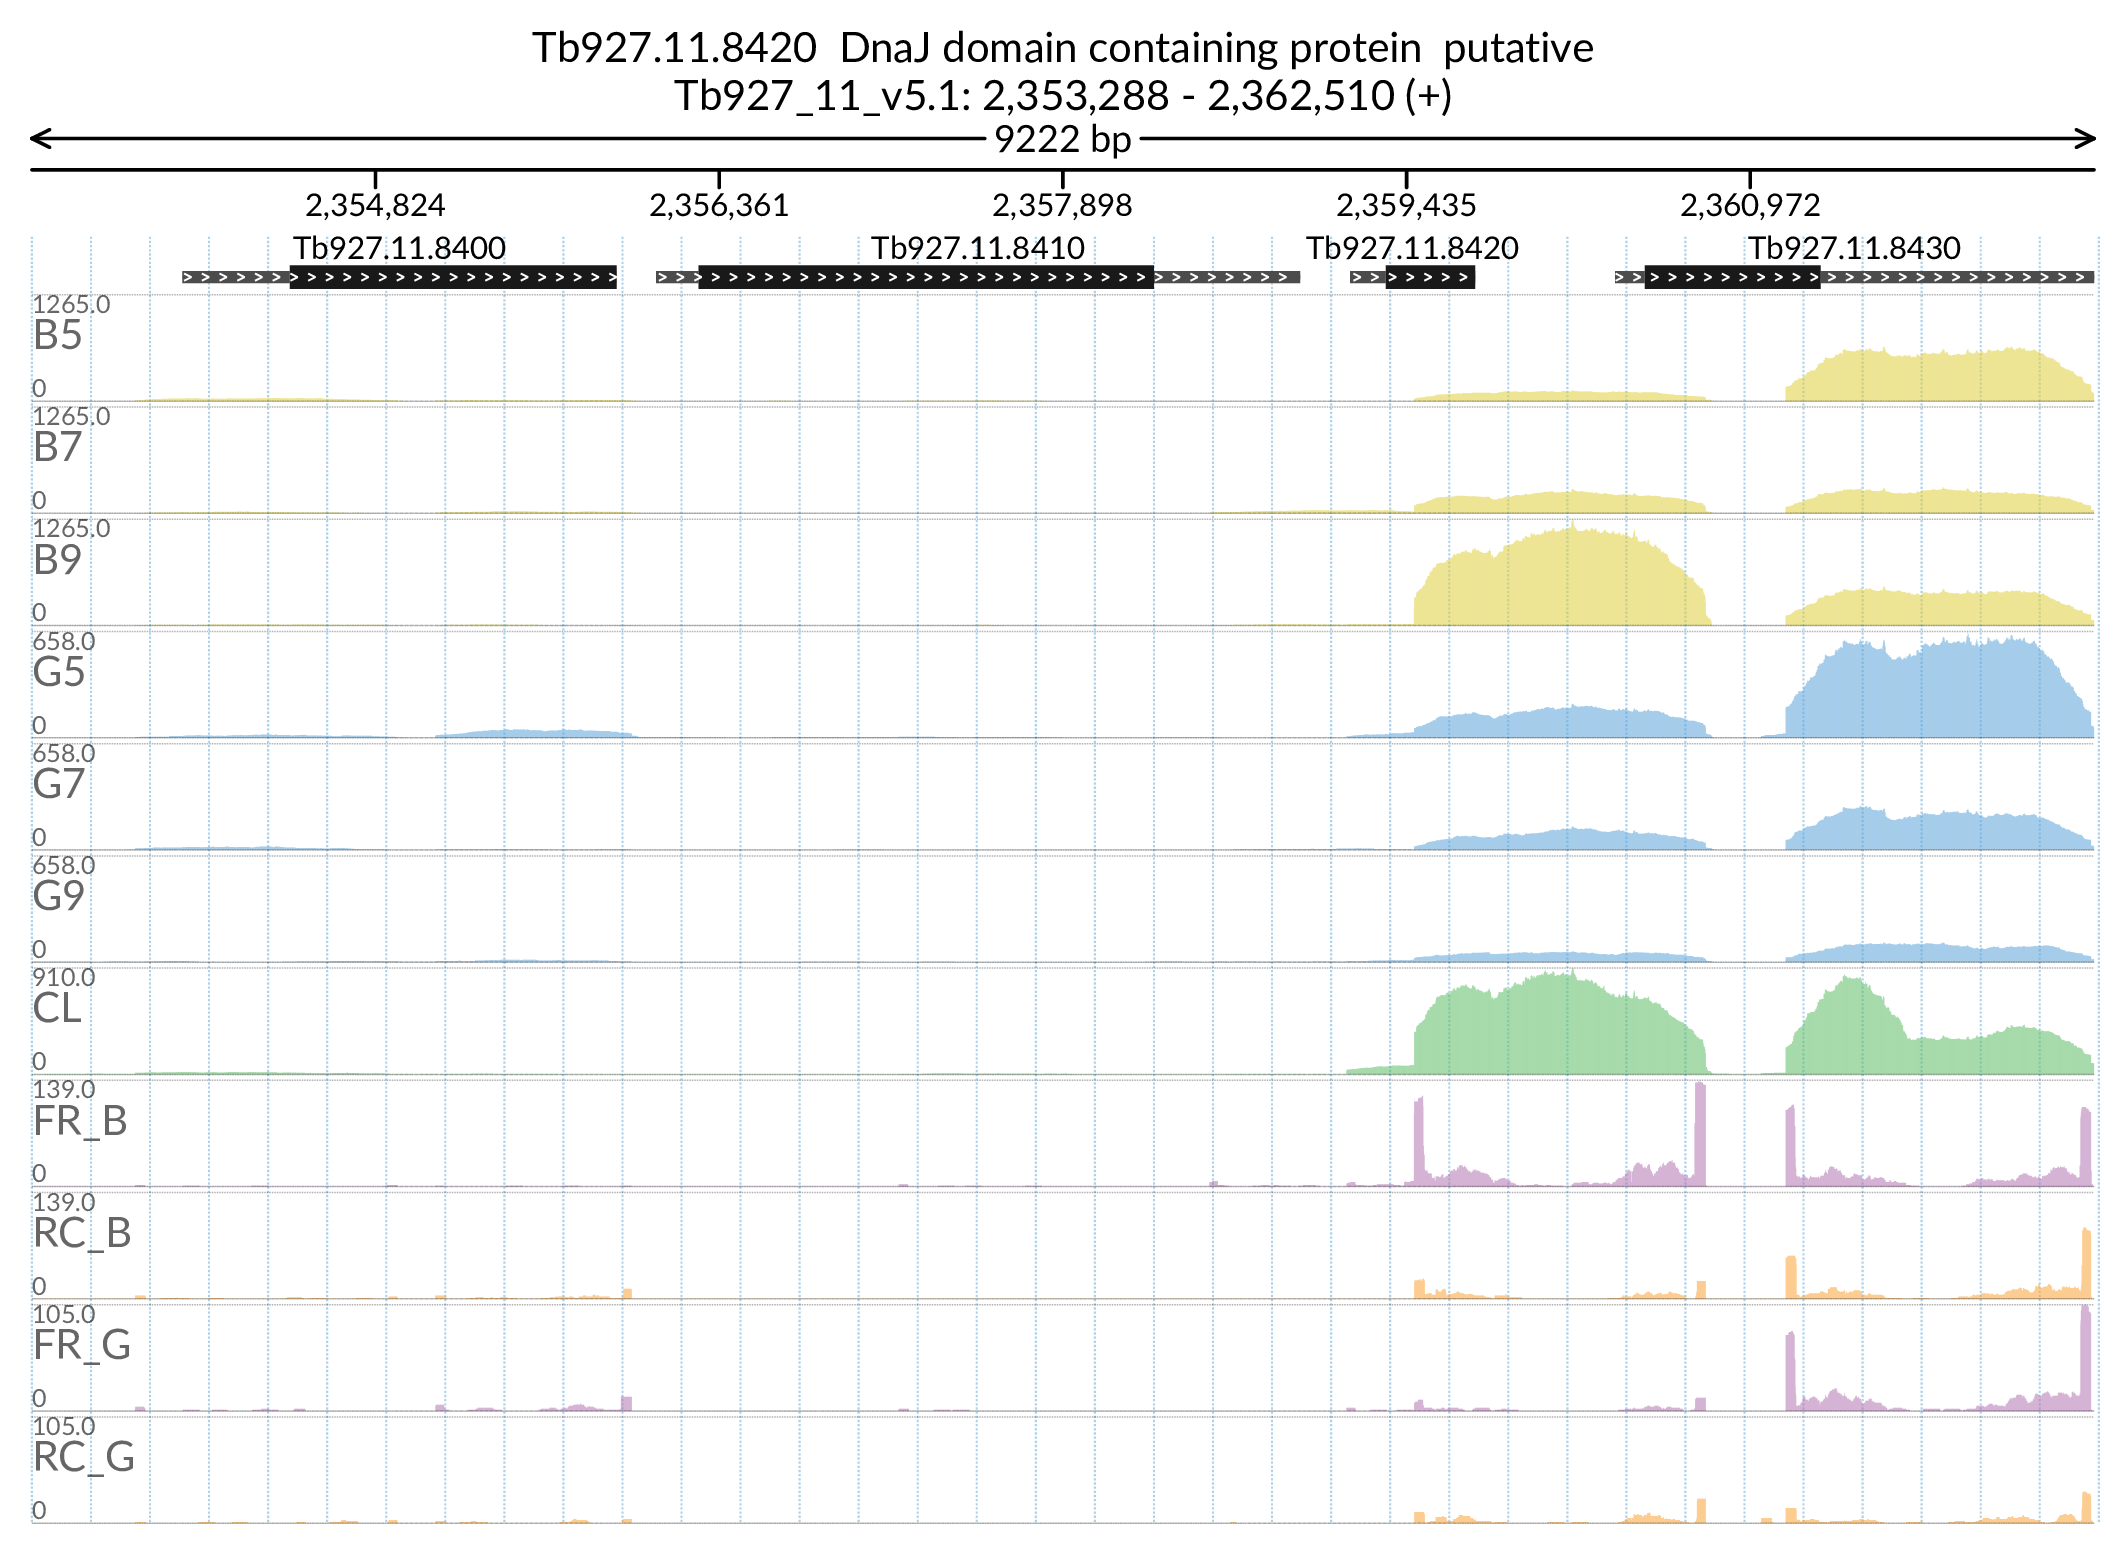 Tb927.11.8420  DnaJ domain containing protein  putative
Tb927_11_v5.1: 2,353,288 - 2,362,510 (+)
9222 bp
2,354,824 2,356,361 2,357,898 2,359,435 2,360,972
Tb927.11.8400 Tb927.11.8410 Tb927.11.8420 Tb927.11.8430
1265.0
B5
0
1265.0
B7
0
1265.0
B9
0
658.0
G5
0
658.0
G7
0
658.0
G9
0
910.0
CL
0
139.0
FR_B
0
139.0
RC_B
0
105.0
FR_G
0
105.0
RC_G
0